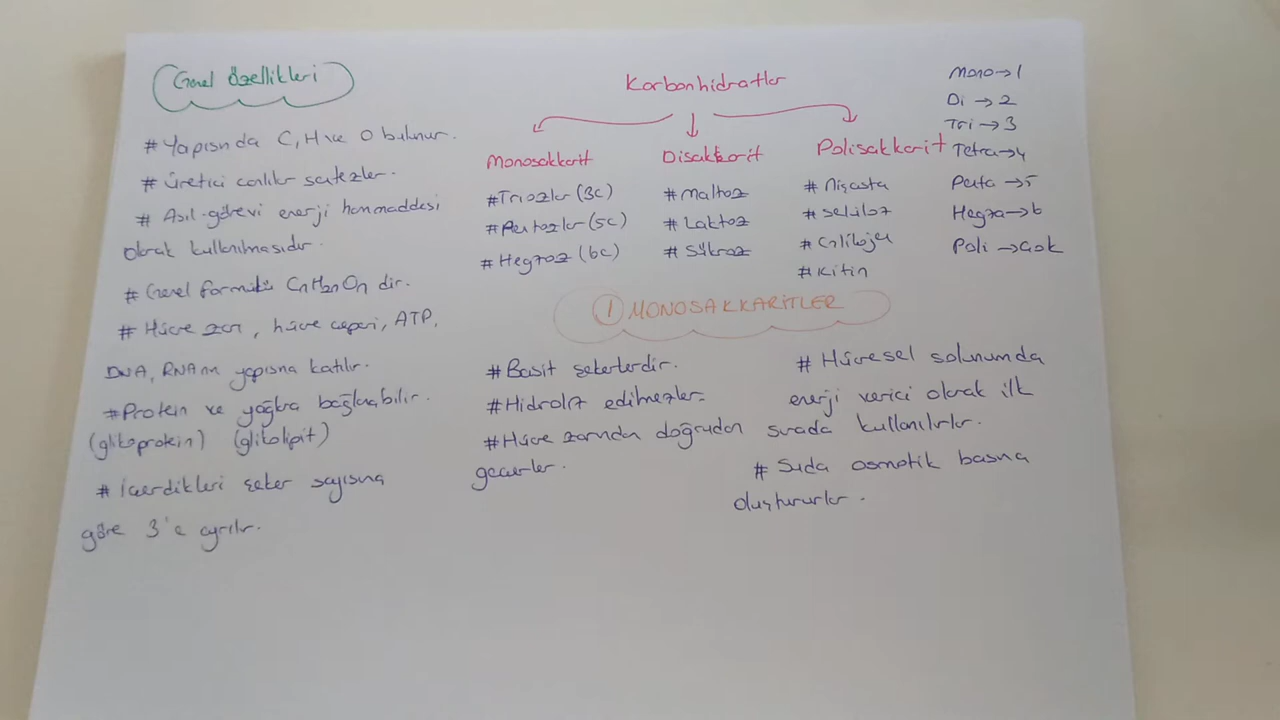 Genel özellikleri
# Yapısında C, H ve O bulunur.
# Üretici canlılar sentezler.
# Asıl görevi enerji hammaddesi
olarak kullanılmasıdır.
# Genel formülü CnH2nOn dir.
# Hücre zarı, hücre çeperi, ATP,
DNA, RNA nın yapısına katılır.
# Protein ve yağlara bağlanabilir.
(glikoprotein) (glikolipit)
# İçerdikleri şeker sayısına
göre 3'e ayrılır.
Karbonhidratlar
Monosakkarit
# Triozlar (3c)
# Pentozlar (5c)
# Hegzoz (6c)
Disakkarit
# Maltoz
# Laktoz
# Sükroz
Polisakkarit
# Nişasta
# Selüloz
# Glikojen
# Kitin
Mono→1
Di→2
Tri→3
Tetra→4
Penta→5
Hegza→6
Poli→Çok
1 MONOSAKKARİTLER
# Basit şekerlerdir.
# Hidroliz edilmezler.
# Hücre zarından doğrudan
geçerler.
# Hücresel solunumda
enerji verici olarak ilk
sırada kullanılırlar.
# Suda osmotik basınç
oluştururlar.